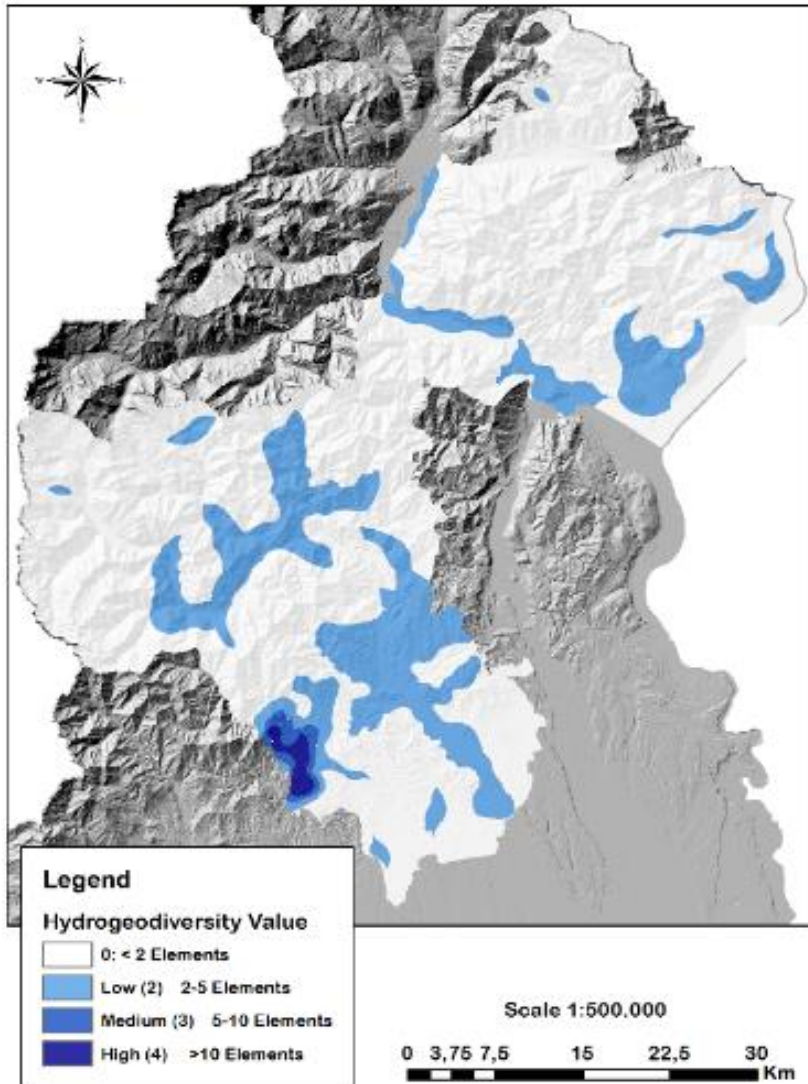 Legend
Hydrogeodiversity Value
0: < 2 Elements
Low (2) 2-5 Elements
Medium (3) 5-10 Elements
High (4) >10 Elements
Scale 1:500.000
0 3,75 7,5 15 22,5 30
Km